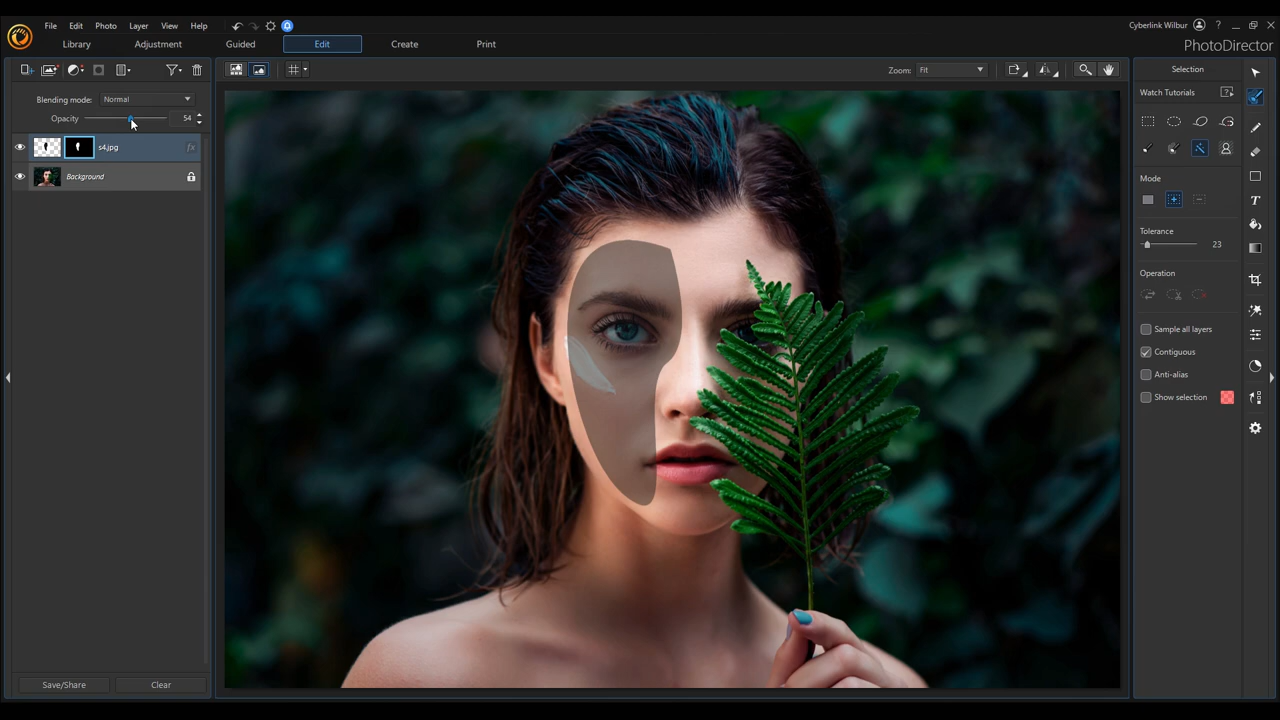 File Edit Photo Layer View Help
Cyberlink Wilbur ?
Library Adjustment Guided Edit Create Print
PhotoDirector
Zoom: Fit
Selection
Blending mode: Normal
Watch Tutorials
Opacity 54
s4.jpg fx
Background
Mode
Tolerance
23
Operation
Sample all layers
Contiguous
Anti-alias
Show selection
Save/Share Clear